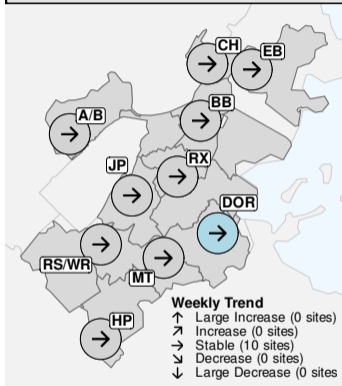 CH
EB
BB
A/B
RX
JP
DOR
RS/WR
MT
HP
Weekly Trend
↑ Large Increase (0 sites)
↗ Increase (0 sites)
→ Stable (10 sites)
↘ Decrease (0 sites)
↓ Large Decrease (0 sites